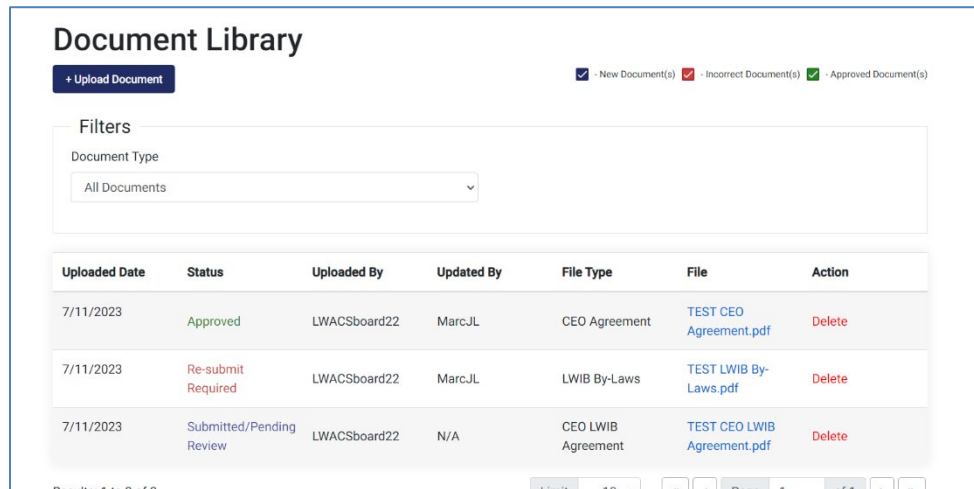 Document Library
+ Upload Document
- New Document(s) - Incorrect Document(s) - Approved Document(s)
Filters
Document Type
All Documents
Uploaded Date Status Uploaded By Updated By File Type File Action
7/11/2023 Approved LWACSboard22 MarcJL CEO Agreement TEST CEO Agreement.pdf Delete
7/11/2023 Re-submit Required LWACSboard22 MarcJL LWIB By-Laws TEST LWIB By-Laws.pdf Delete
7/11/2023 Submitted/Pending Review LWACSboard22 N/A CEO LWIB Agreement TEST CEO LWIB Agreement.pdf Delete